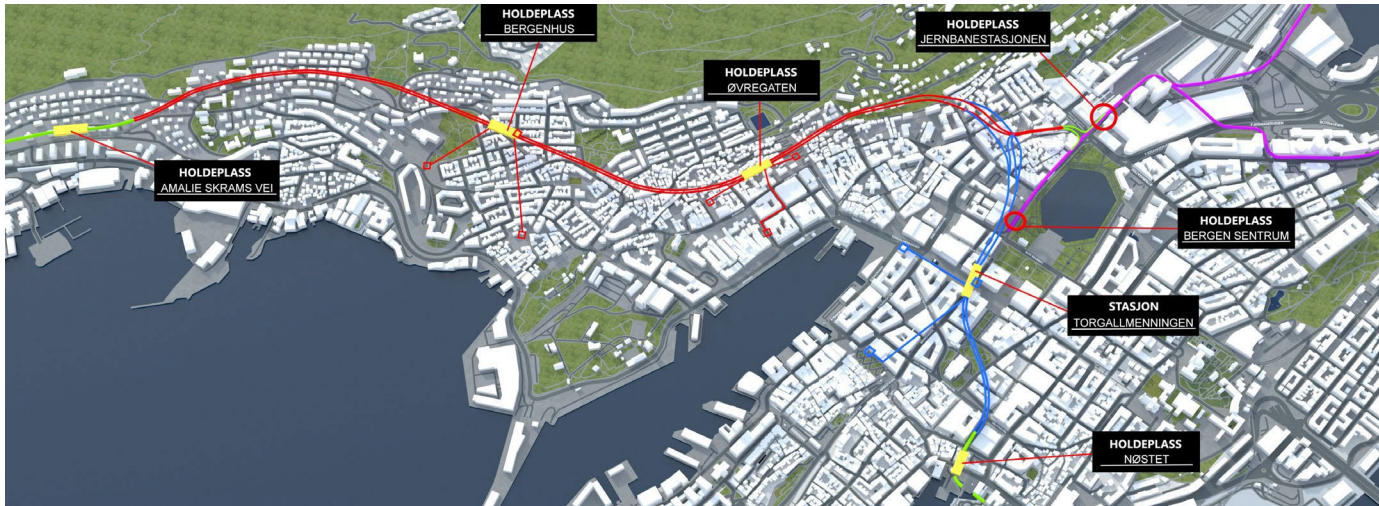 HOLDEPLASS
BERGENHUS
HOLDEPLASS
JERNBANESTASJONEN
HOLDEPLASS
ØVREGATEN
HOLDEPLASS
AMALIE SKRAMS VEI
HOLDEPLASS
BERGEN SENTRUM
STASJON
TORGALLMENNINGEN
HOLDEPLASS
NØSTET